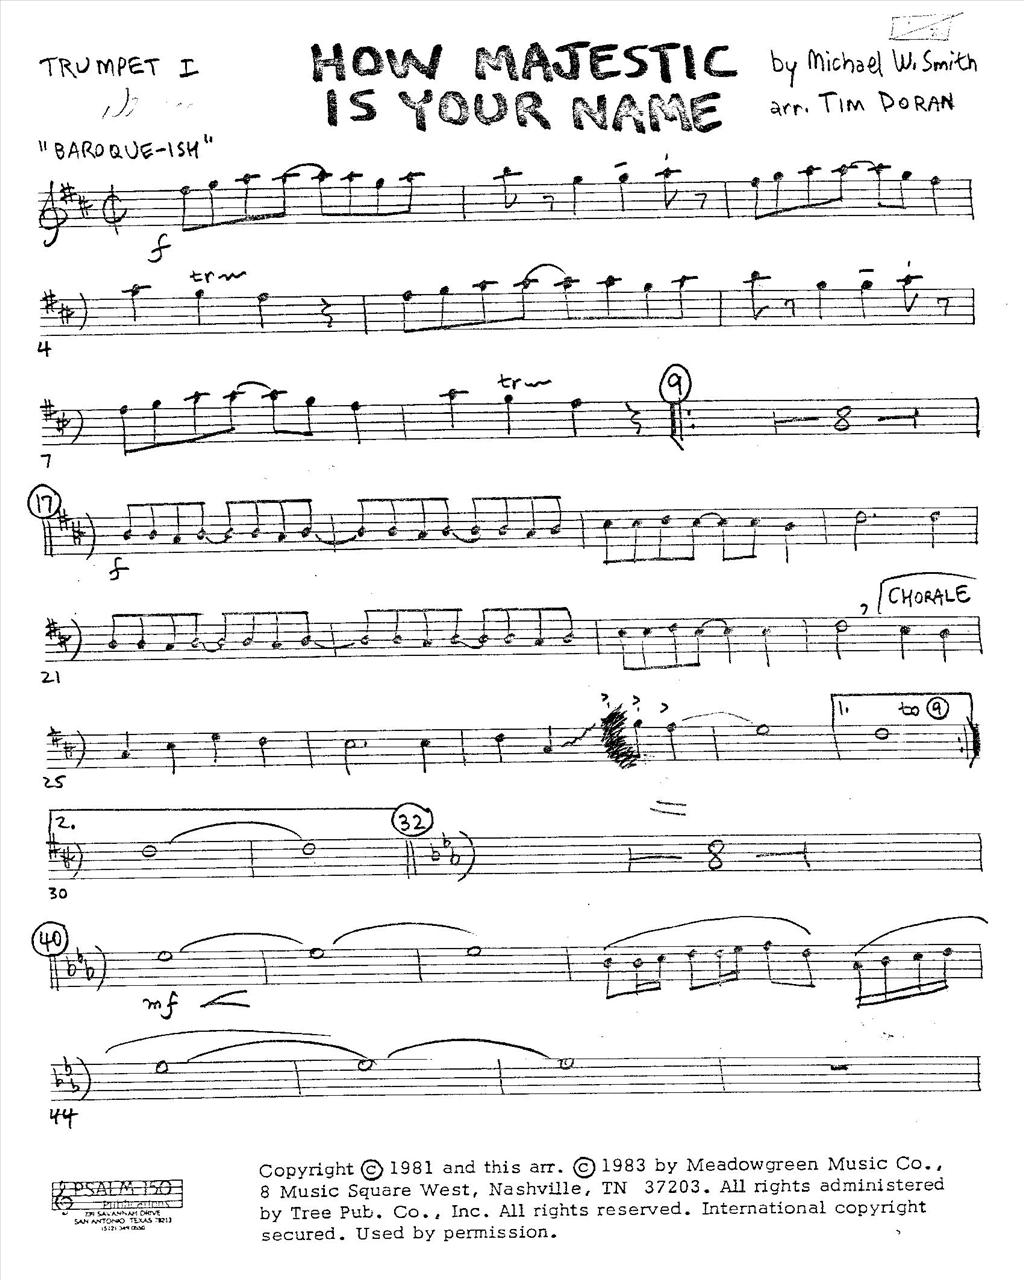 TRUMPET I
HOW MAJESTIC
IS YOUR NAME
by Michael W. Smith
arr. TIM DORAN
"BAROQUE-ISH"
f
tr
4
7
tr
9
8
17
f
21
, CHORALE
25
1. to 9
2.
32
8
30
40
mf
44
PSALM 150
Publications
SAVANNAH DRIVE
SAN ANTONIO, TEXAS 78213
Copyright © 1981 and this arr. © 1983 by Meadowgreen Music Co.,
8 Music Square West, Nashville, TN 37203. All rights administered
by Tree Pub. Co., Inc. All rights reserved. International copyright
secured. Used by permission.